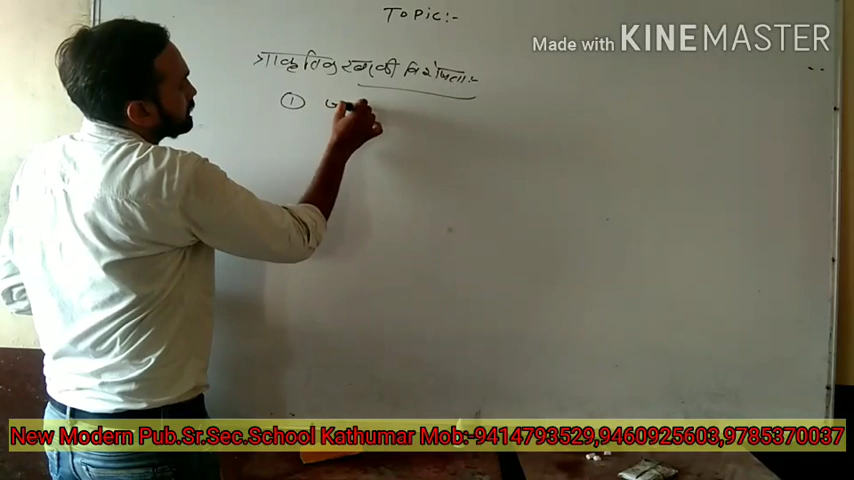 Topic:-
Made with KINEMASTER
प्राकृतिक रबर की विशेषता :-
①
New Modern Pub.Sr.Sec.School Kathumar Mob:-9414793529,9460925603,9785370037